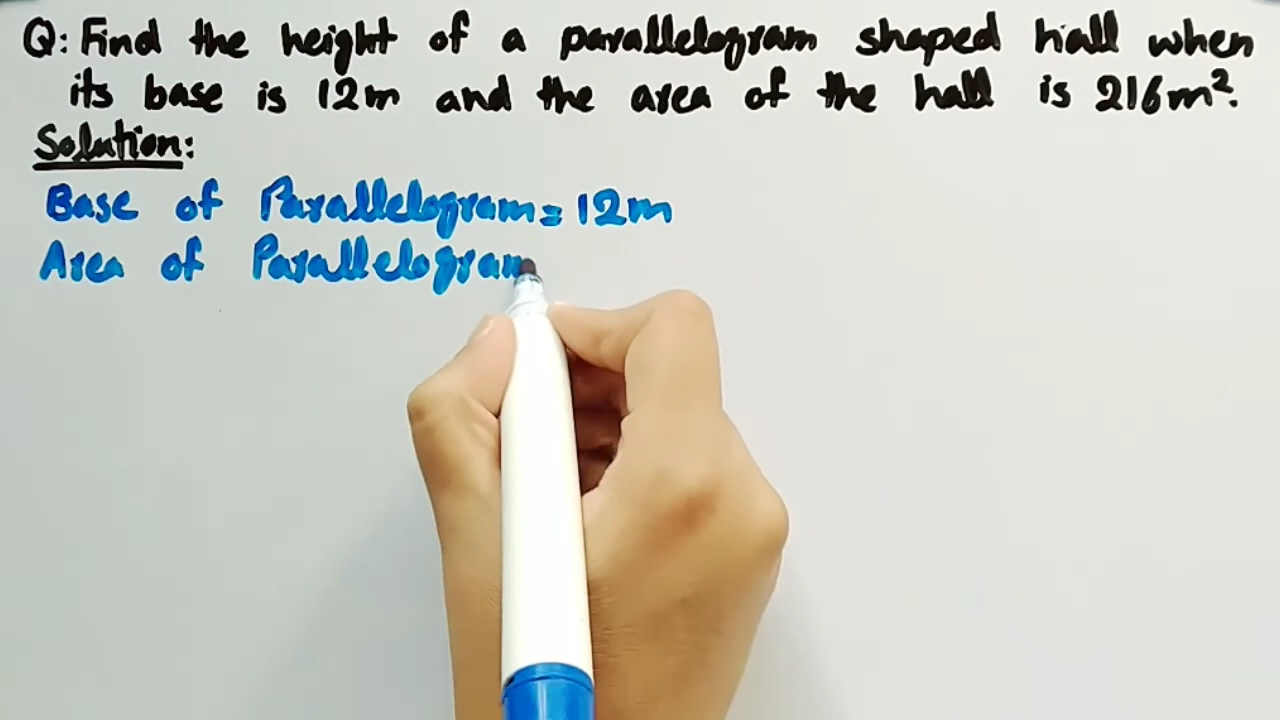 Q: Find the height of a parallelogram shaped hall when
its base is 12m and the area of the hall is 216m².
Solution:
Base of Parallelogram = 12m
Area of Parallelogram